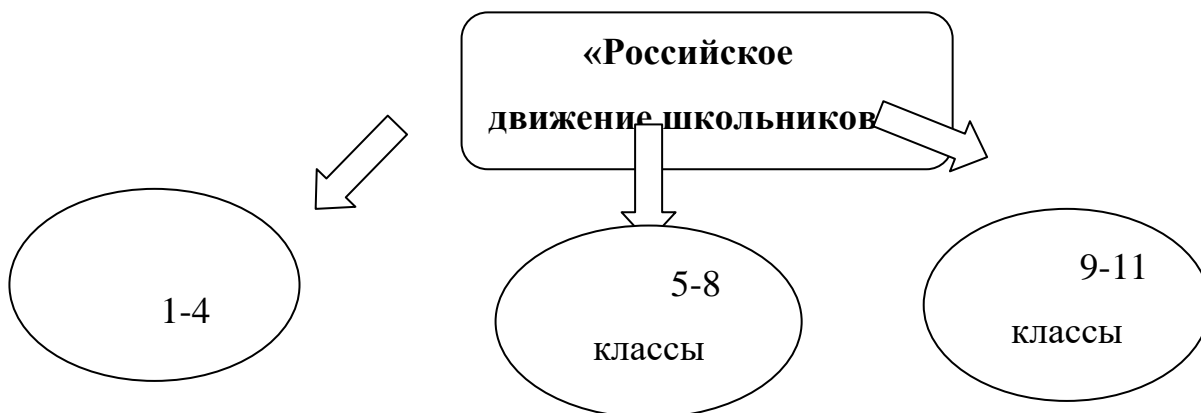 «Российское
движение школьников
1-4
5-8
классы
9-11
классы